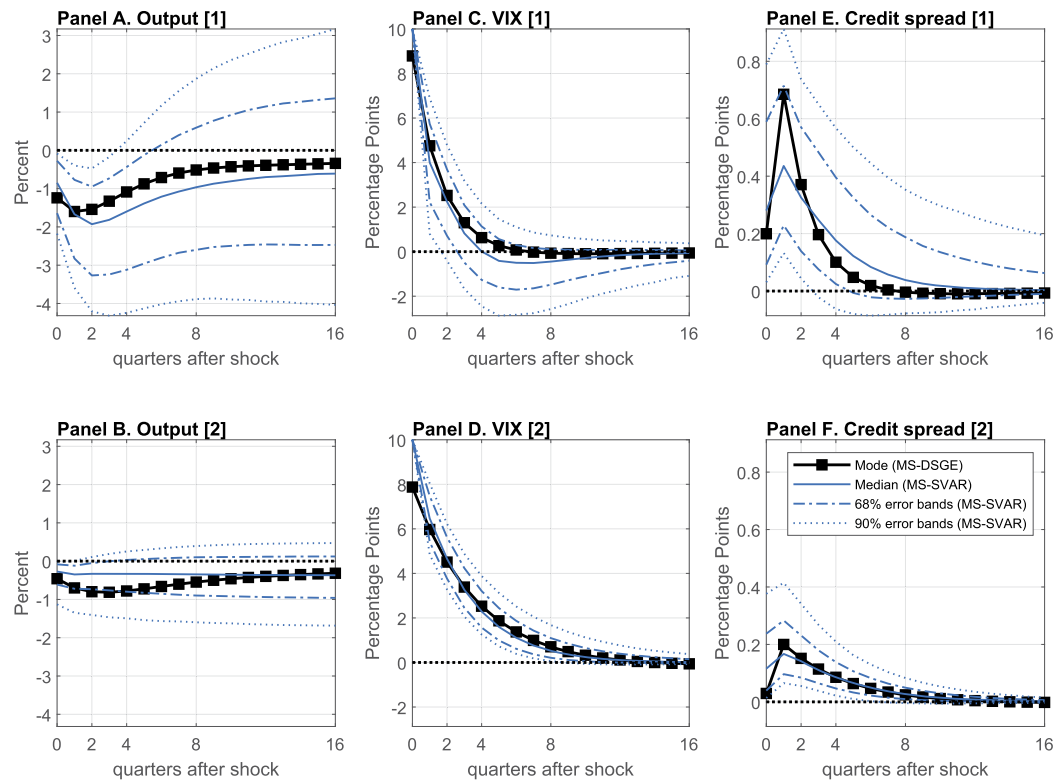 Panel A. Output [1]
Percent
3
2
1
0
-1
-2
-3
-4
0 2 4 8 16
quarters after shock
Panel C. VIX [1]
Percentage Points
10
8
6
4
2
0
-2
0 2 4 8 16
quarters after shock
Panel E. Credit spread [1]
Percentage Points
0.8
0.6
0.4
0.2
0
0 2 4 8 16
quarters after shock
Panel B. Output [2]
Percent
3
2
1
0
-1
-2
-3
-4
0 2 4 8 16
quarters after shock
Panel D. VIX [2]
Percentage Points
10
8
6
4
2
0
-2
0 2 4 8 16
quarters after shock
Panel F. Credit spread [2]
Mode (MS-DSGE)
Median (MS-SVAR)
68% error bands (MS-SVAR)
90% error bands (MS-SVAR)
Percentage Points
0.8
0.6
0.4
0.2
0
0 2 4 8 16
quarters after shock